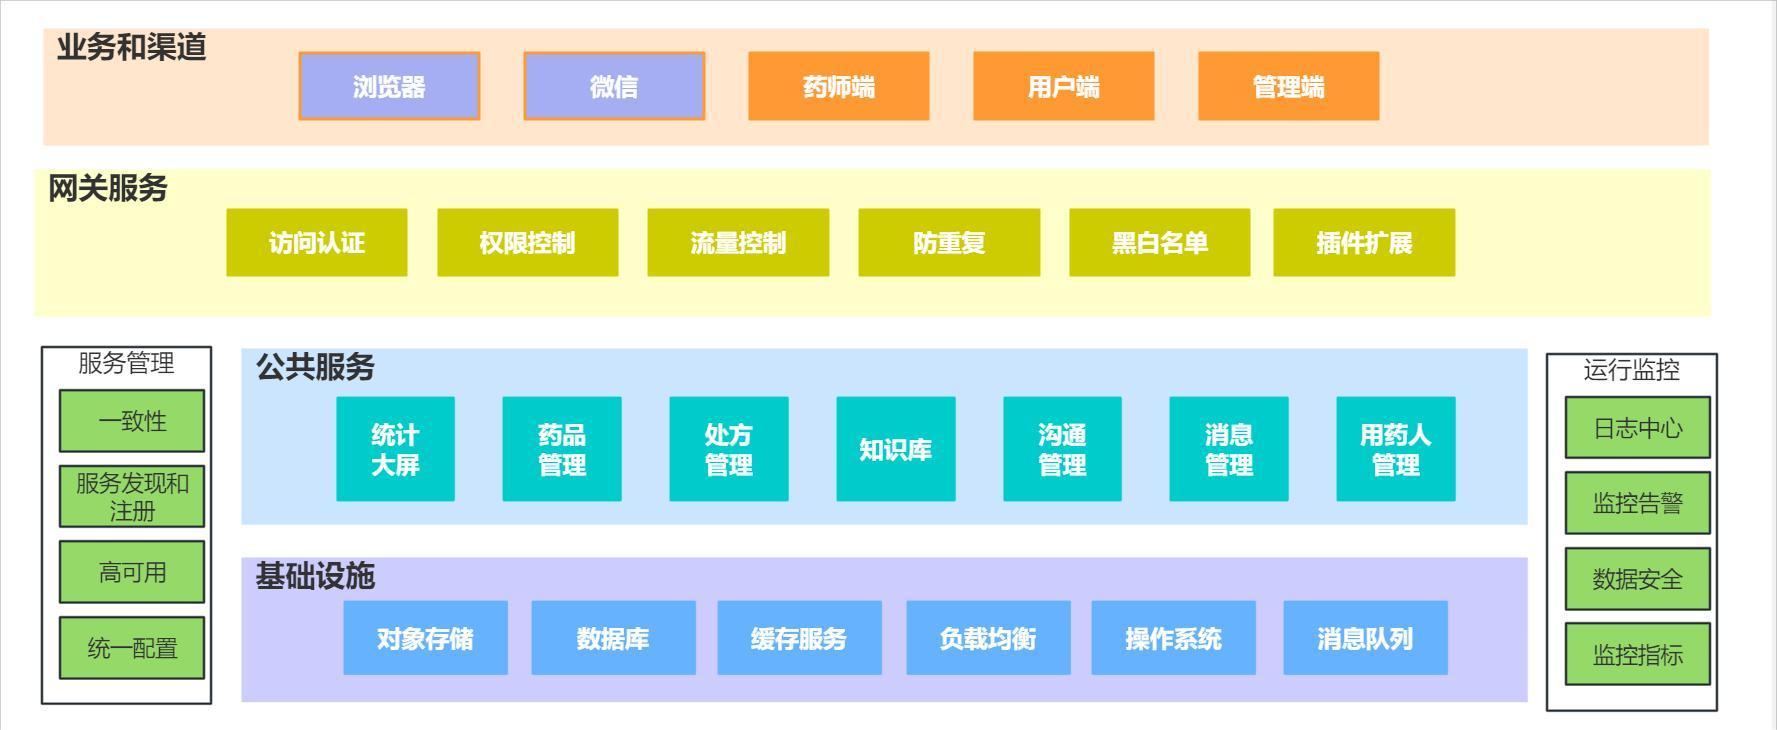 业务和渠道
浏览器
微信
药师端
用户端
管理端
网关服务
访问认证
权限控制
流量控制
防重复
黑白名单
插件扩展
服务管理
一致性
服务发现和
注册
高可用
统一配置
公共服务
统计
大屏
药品
管理
处方
管理
知识库
沟通
管理
消息
管理
用药人
管理
基础设施
对象存储
数据库
缓存服务
负载均衡
操作系统
消息队列
运行监控
日志中心
监控告警
数据安全
监控指标